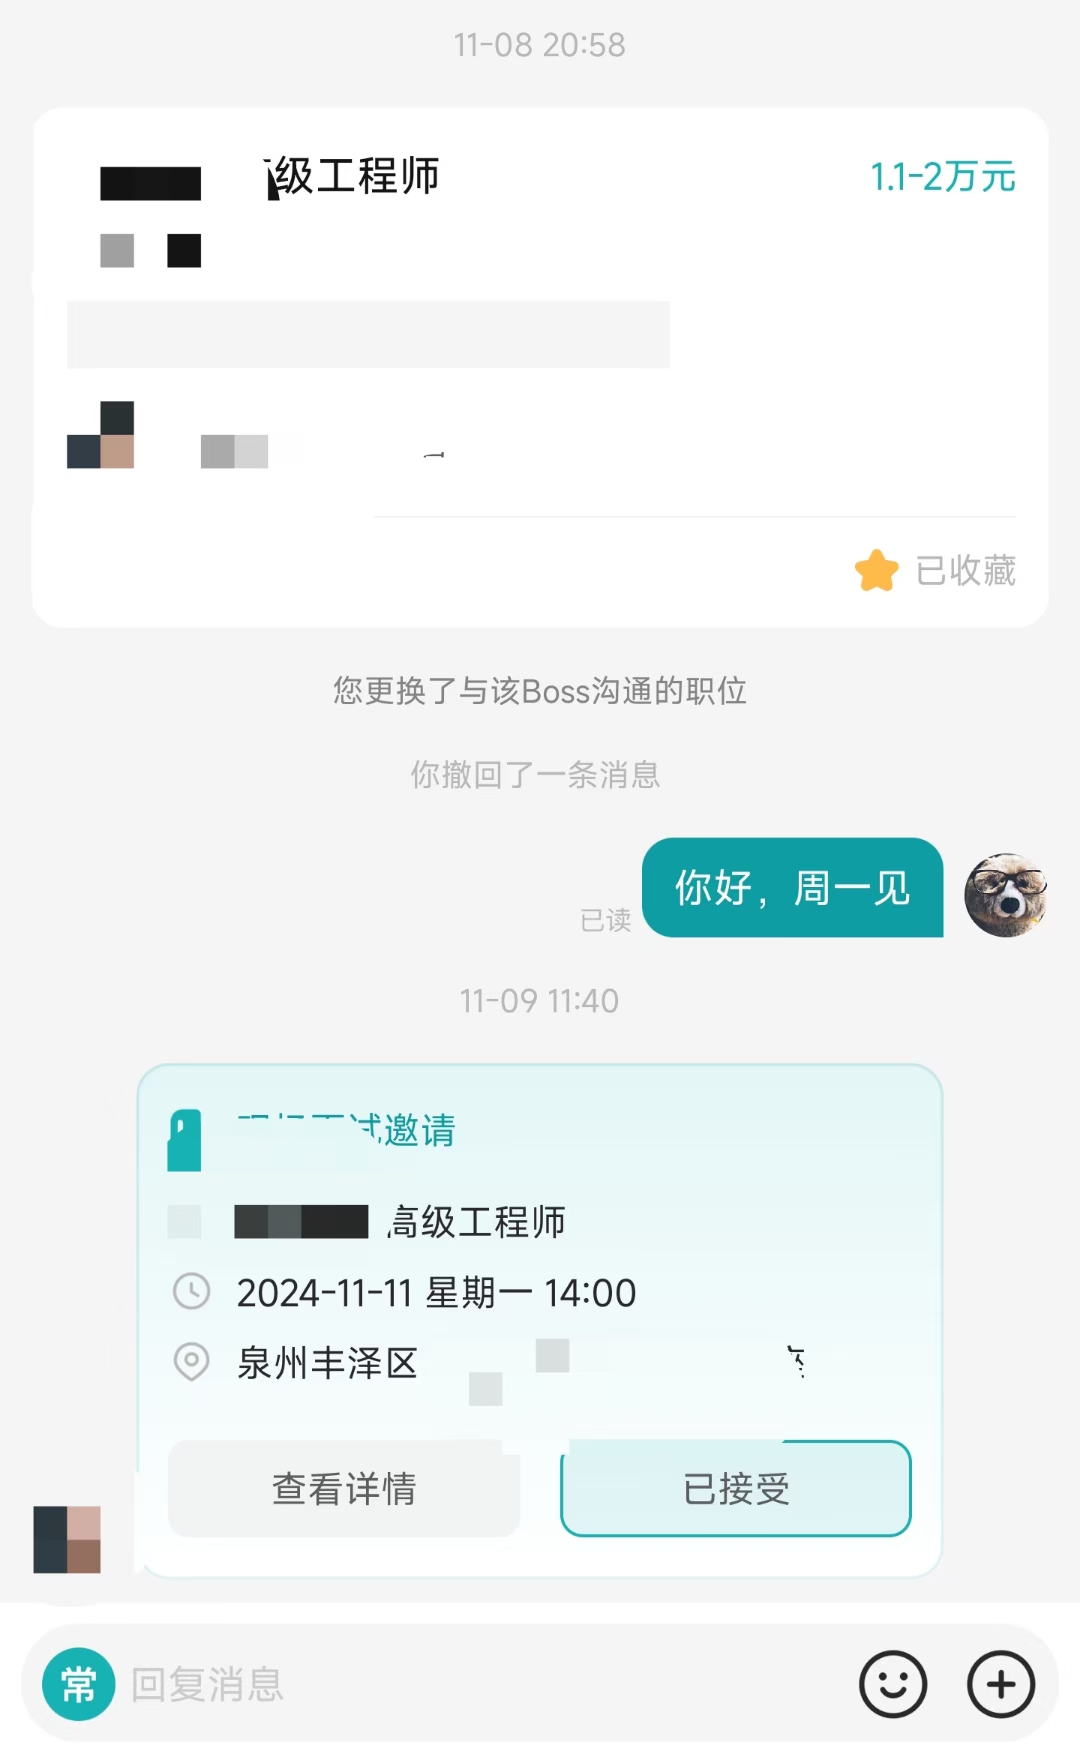 11-08 20:58
级工程师
1.1-2万元
已收藏
您更换了与该Boss沟通的职位
你撤回了一条消息
你好，周一见
已读
11-09 11:40
试邀请
高级工程师
2024-11-11 星期一 14:00
泉州丰泽区
查看详情
已接受
常
回复消息